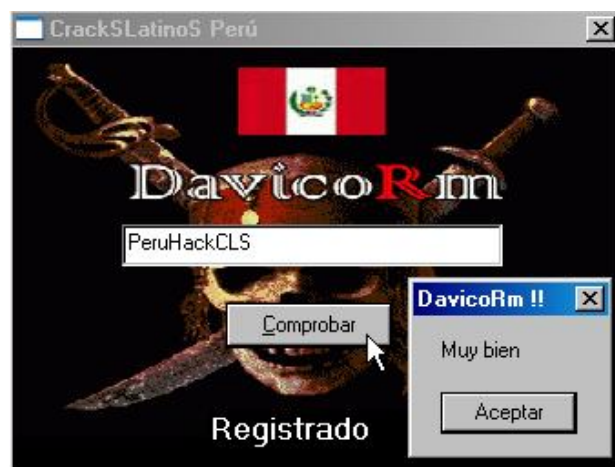 CrackSLatinoS Perú
DavicoRm
PeruHackCLS
Comprobar
DavicoRm !!
Muy bien
Aceptar
Registrado